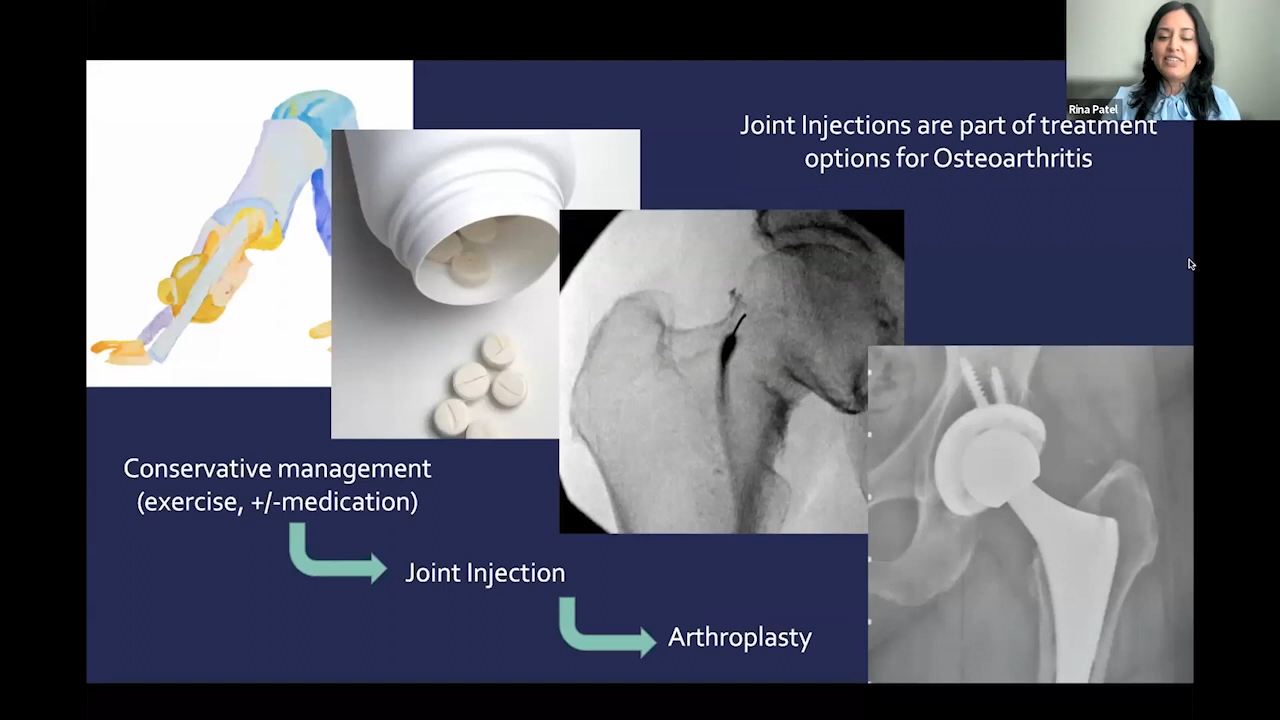 Rina Patel
Joint Injections are part of treatment
options for Osteoarthritis
Conservative management
(exercise, +/-medication)
Joint Injection
Arthroplasty